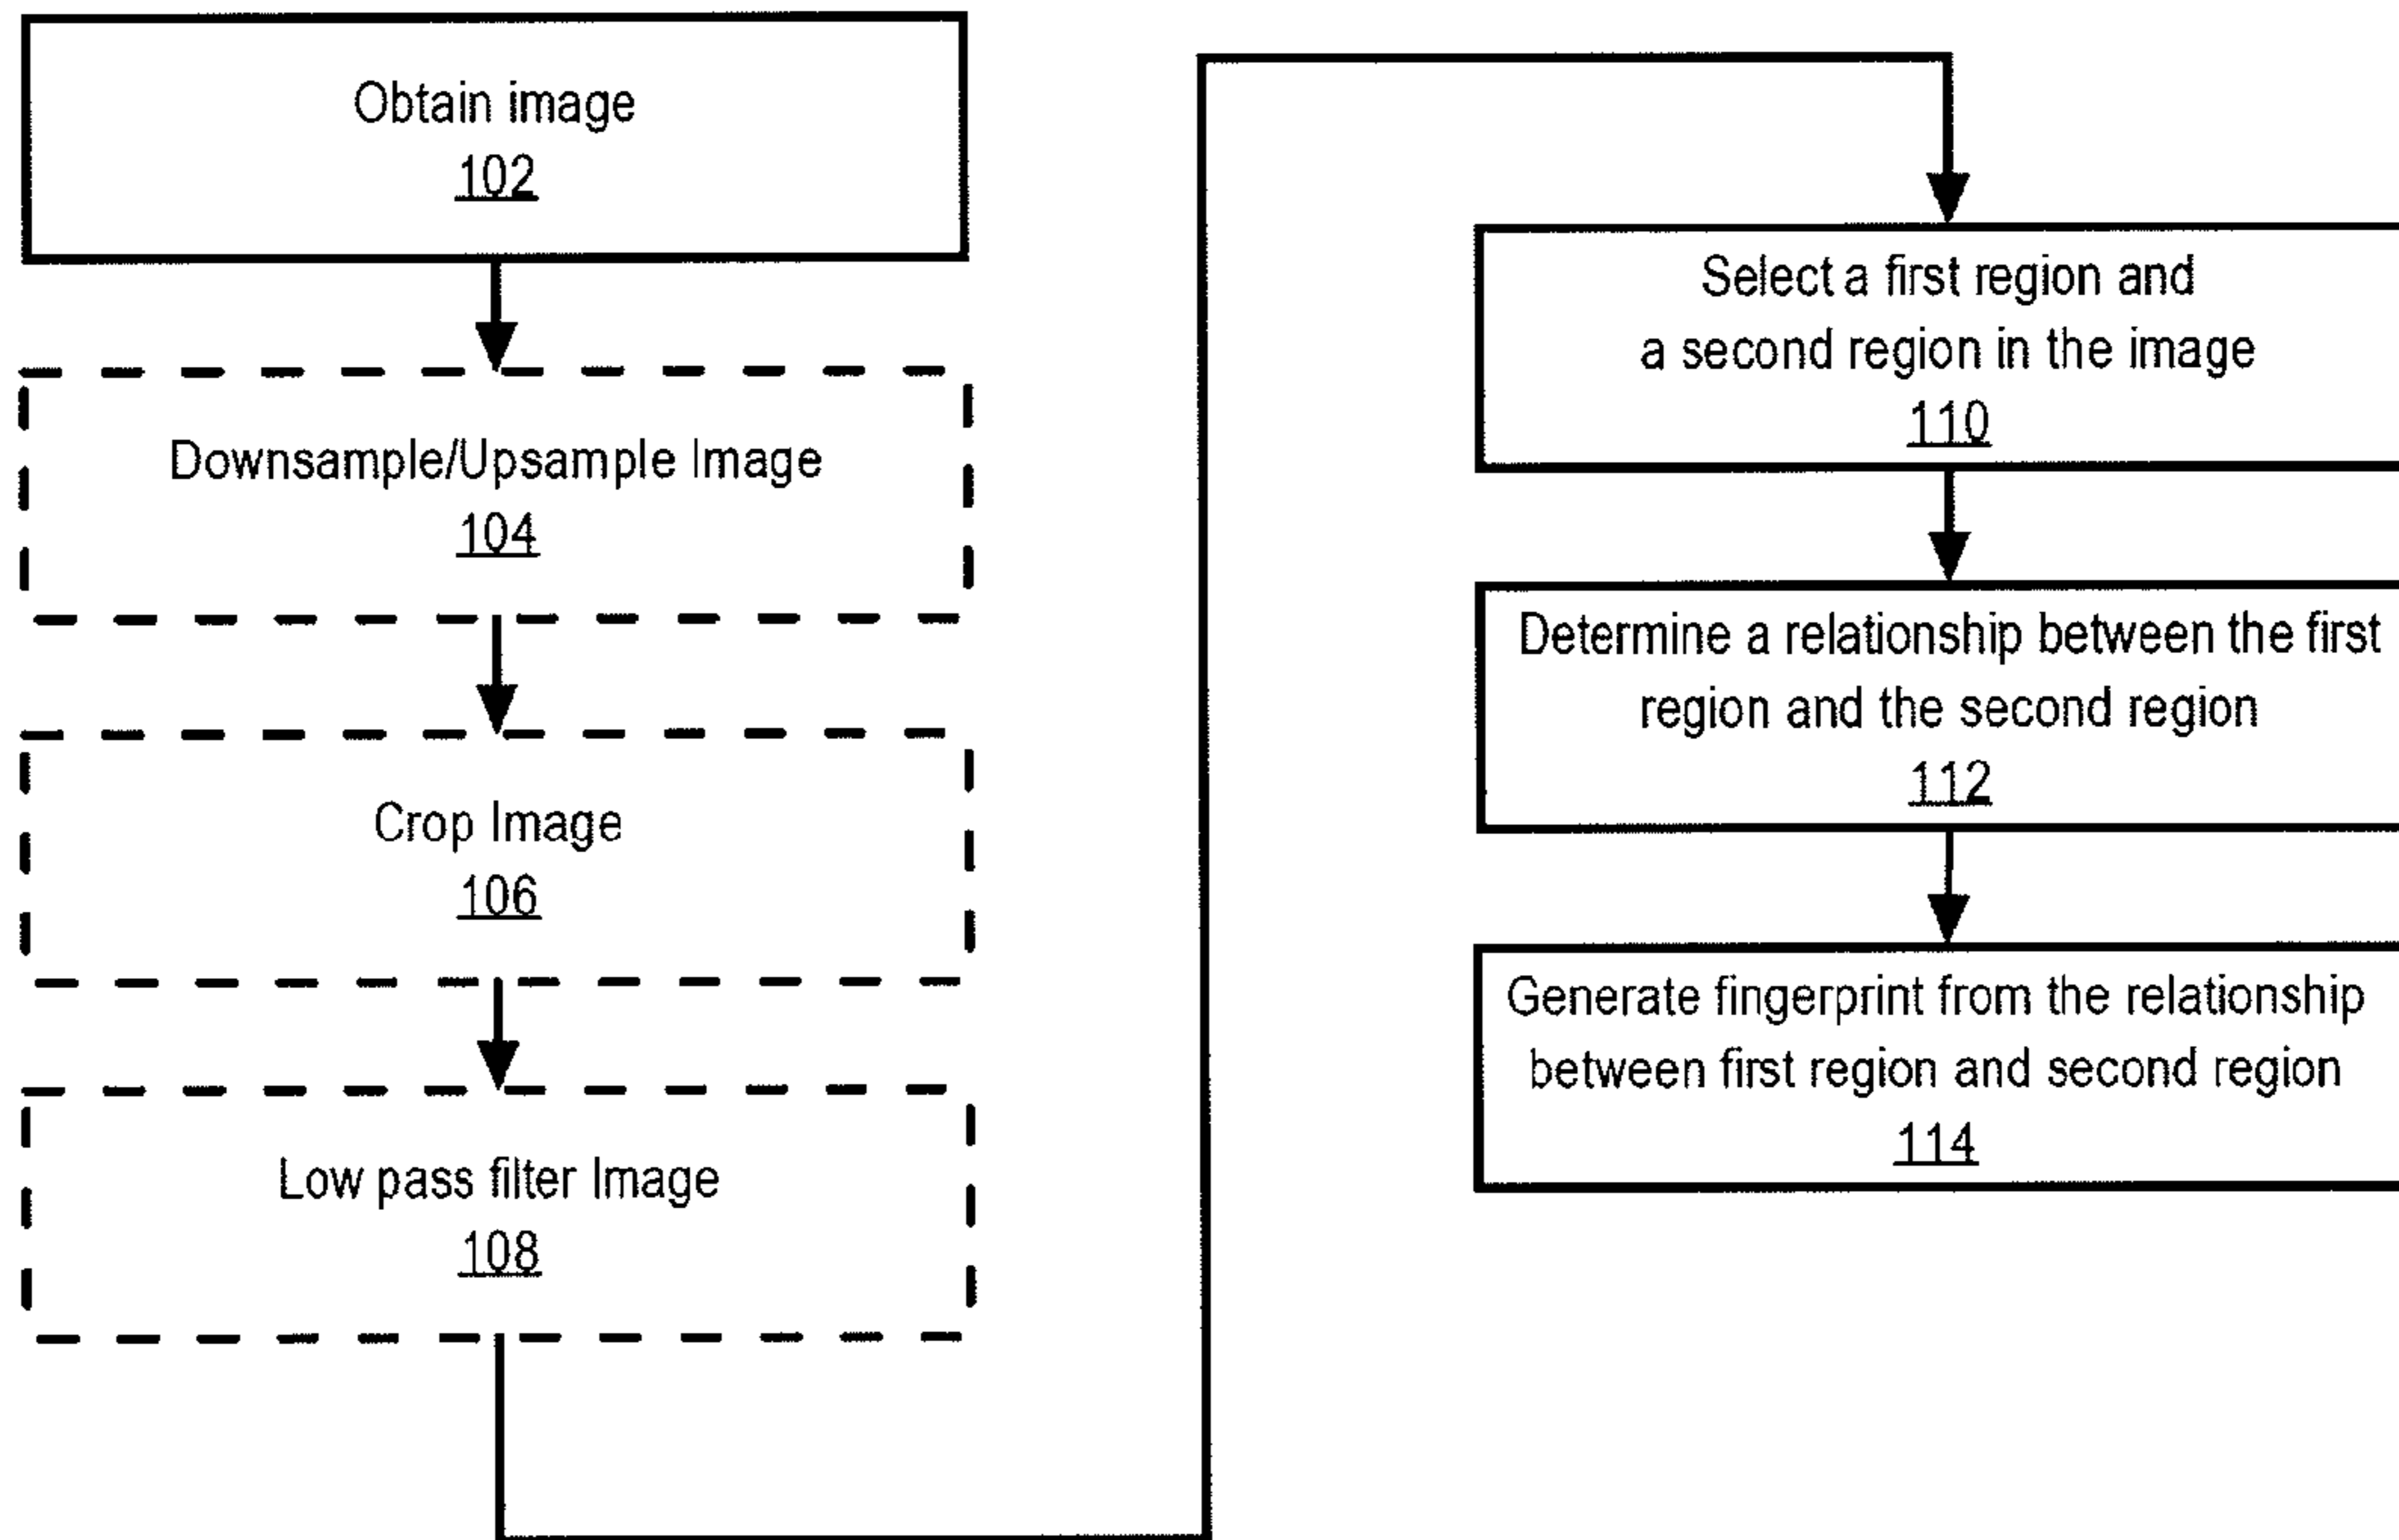 Obtain image
102
Downsample/Upsample Image
104
Crop Image
106
Low pass filter Image
108
Select a first region and
a second region in the image
110
Determine a relationship between the first
region and the second region
112
Generate fingerprint from the relationship
between first region and second region
114